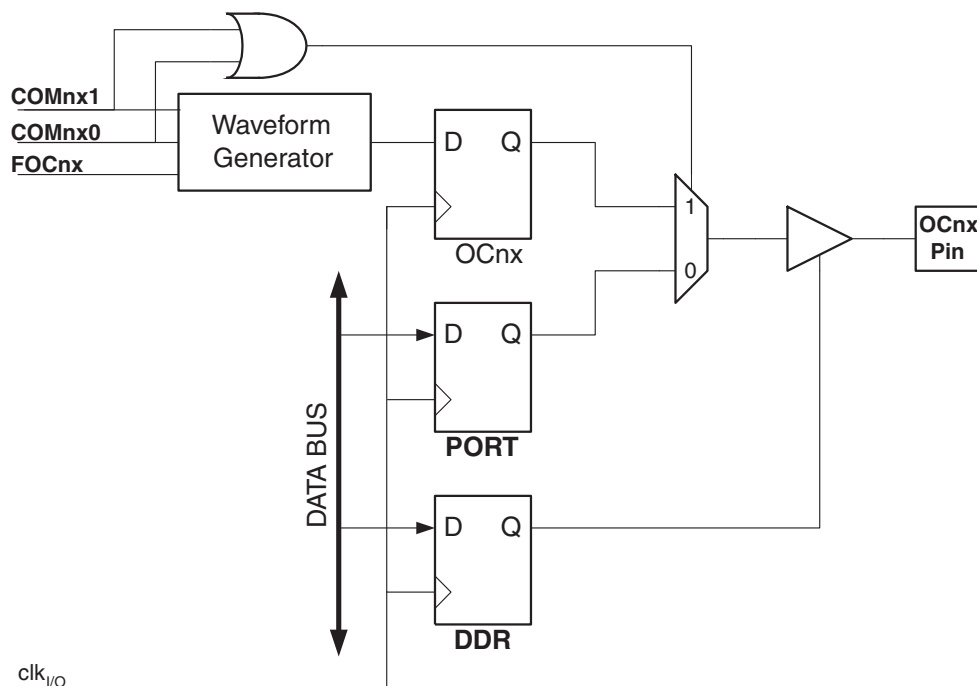 COMnx1
COMnx0
FOCnx
Waveform
Generator
D Q
OCnx
1
0
OCnx
Pin
D Q
PORT
DATA BUS
D Q
DDR
clkI/O